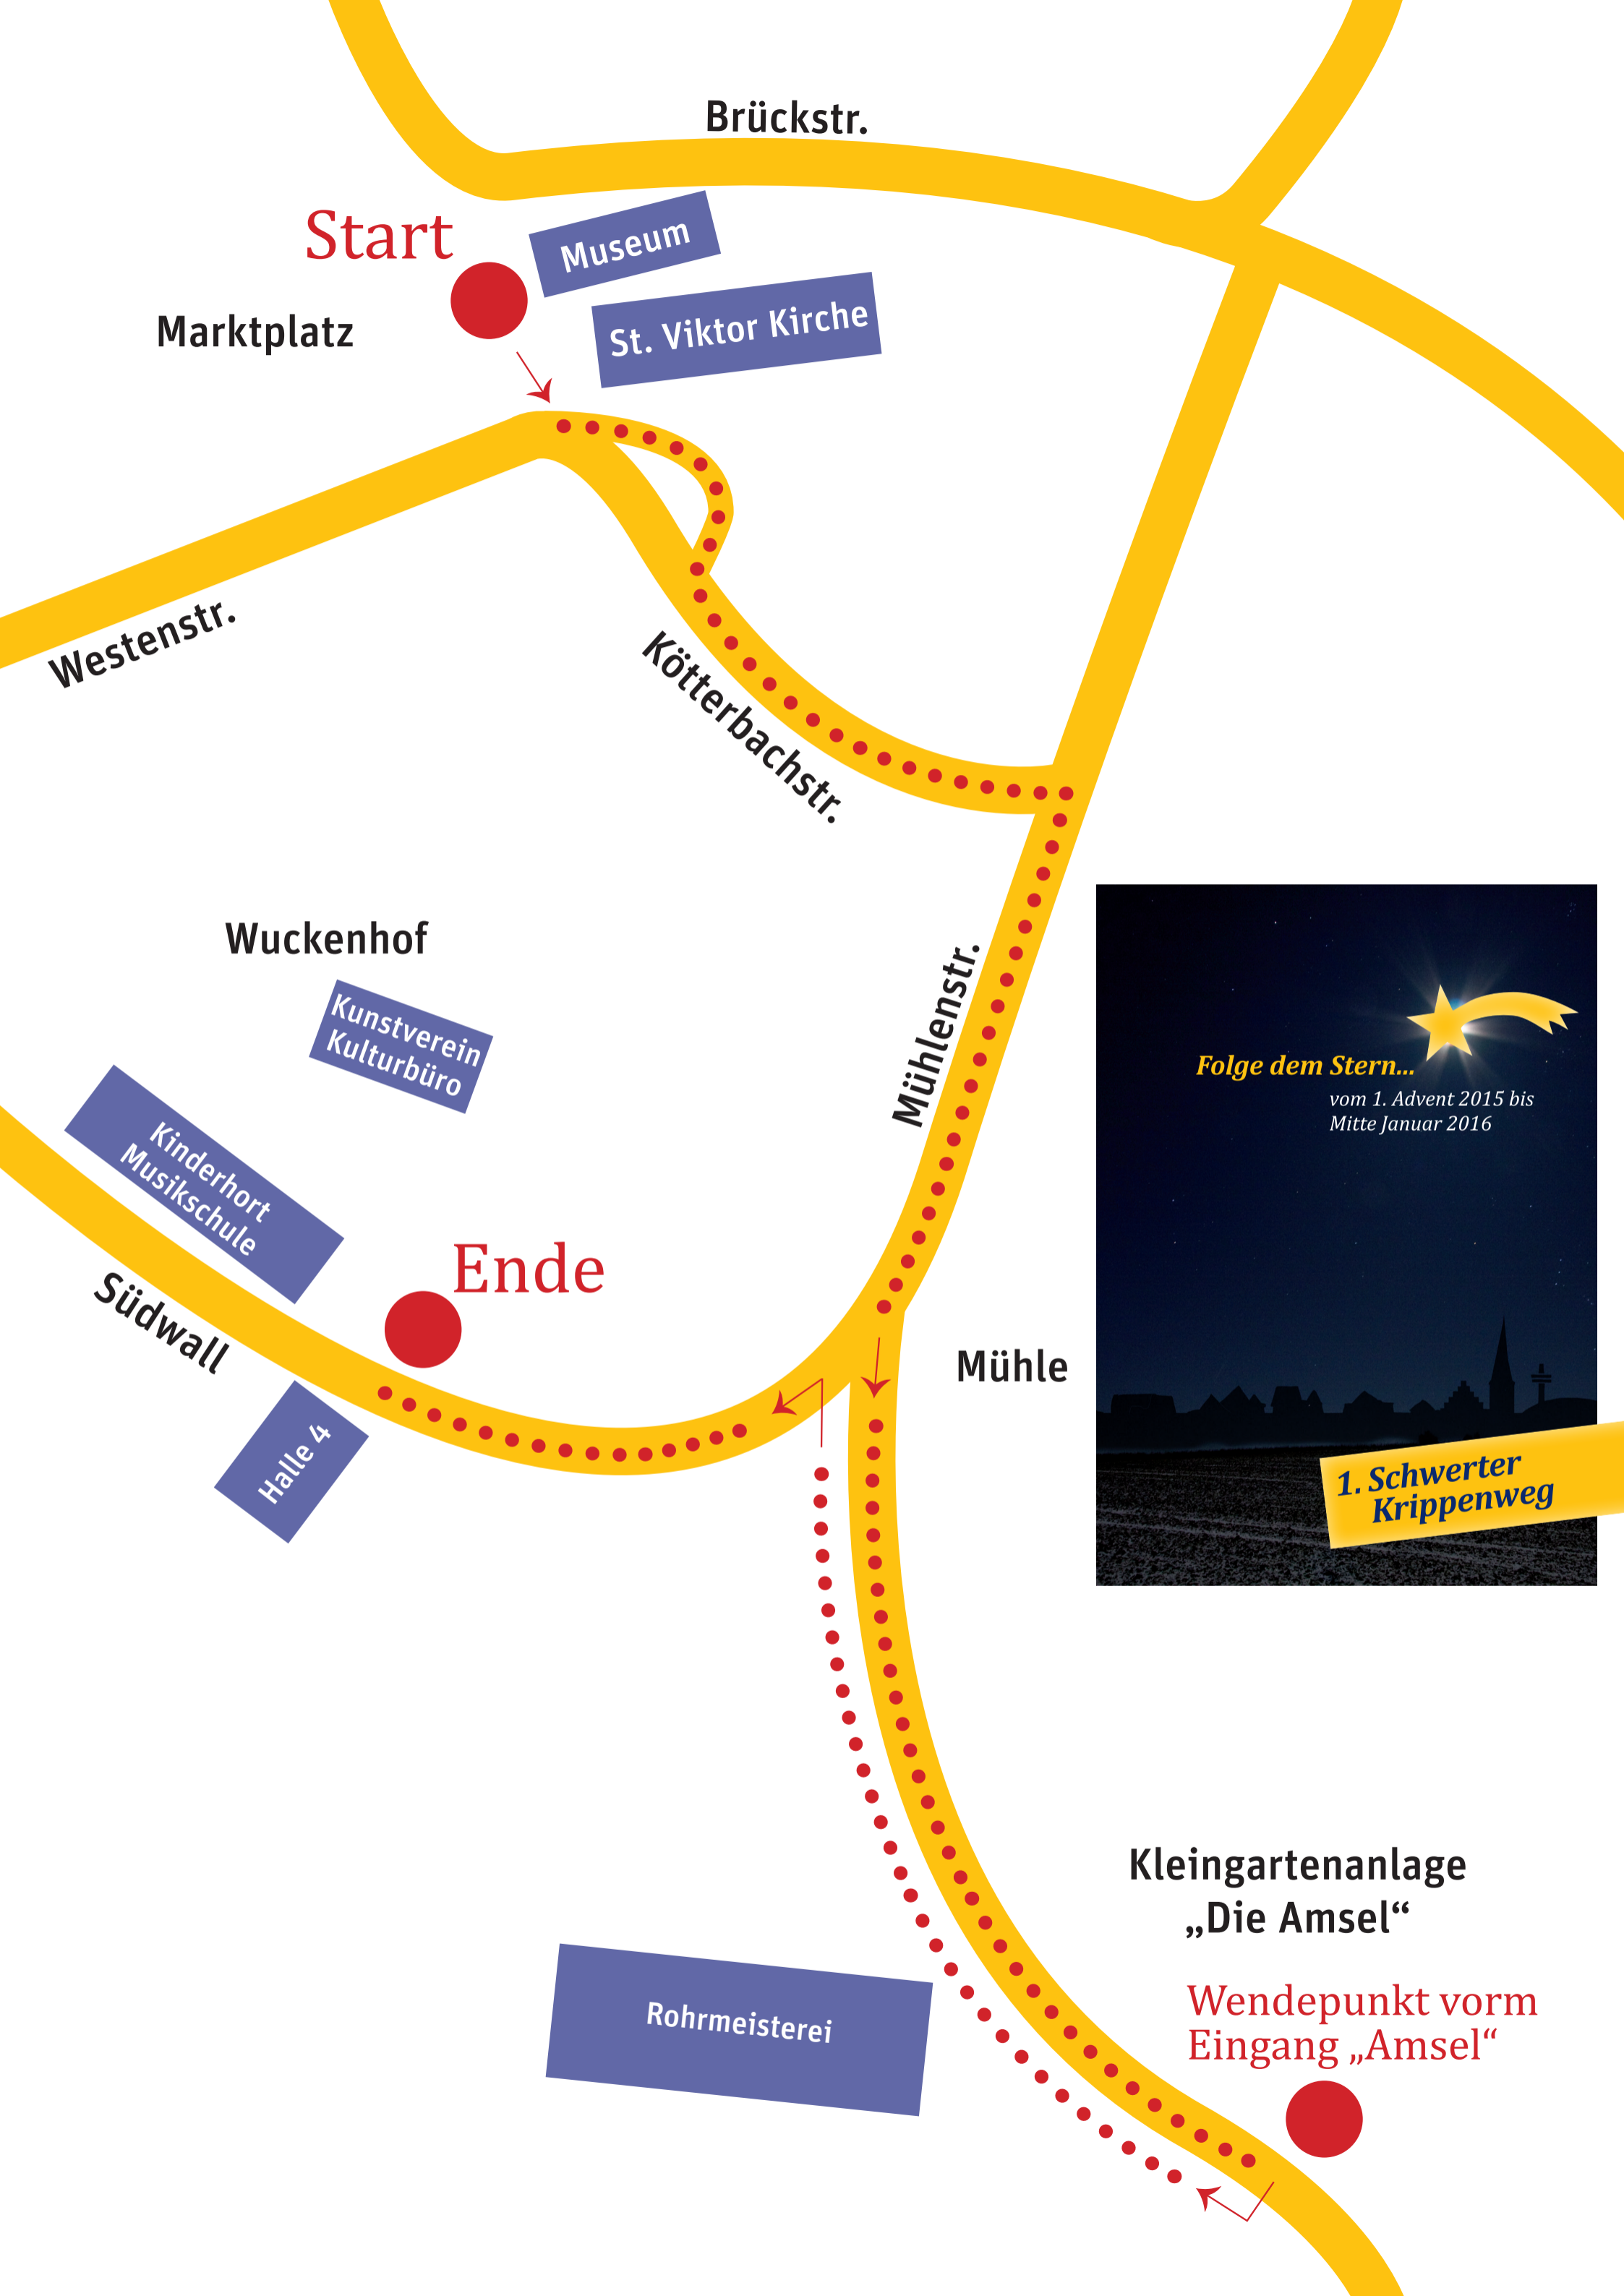 Brückstr.
Start
Museum
St. Viktor Kirche
Marktplatz
Westenstr.
Kötterbachstr.
Wuckenhof
Kunstverein
Kulturbüro
Mühlenstr.
Kinderhort
Musikschule
Ende
Südwall
Halle 4
Mühle
Folge dem Stern...
vom 1. Advent 2015 bis
Mitte Januar 2016
1. Schwerter
Krippenweg
Kleingartenanlage
„Die Amsel“
Wendepunkt vorm
Eingang „Amsel“
Rohrmeisterei